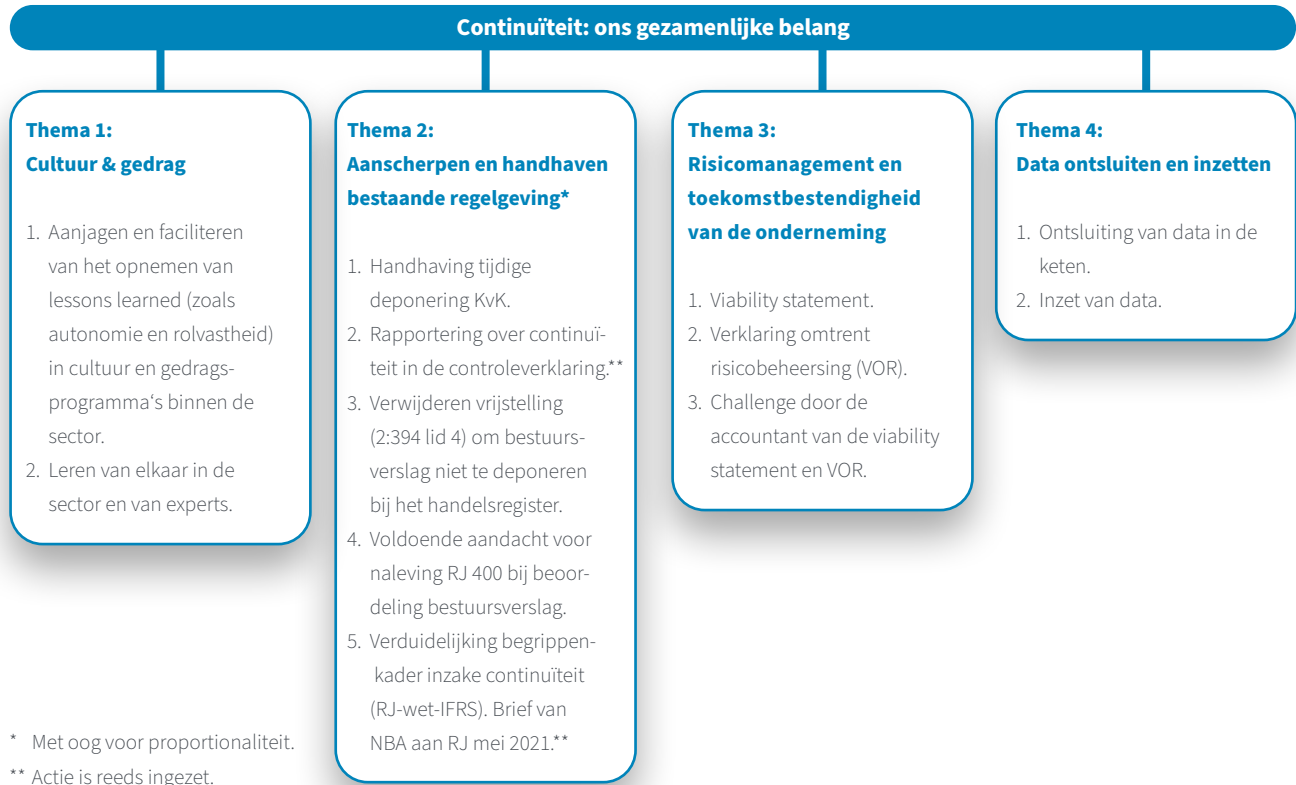 Continuïteit: ons gezamenlijke belang
Thema 1:
Cultuur & gedrag
1. Aanjagen en faciliteren
van het opnemen van
lessons learned (zoals
autonomie en rolvastheid)
in cultuur en gedrags-
programma‘s binnen de
sector.
2. Leren van elkaar in de
sector en van experts.
Thema 2:
Aanscherpen en handhaven
bestaande regelgeving*
1. Handhaving tijdige
deponering KvK.
2. Rapportering over continuï-
teit in de controleverklaring.**
3. Verwijderen vrijstelling
(2:394 lid 4) om bestuurs-
verslag niet te deponeren
bij het handelsregister.
4. Voldoende aandacht voor
naleving RJ 400 bij beoor-
deling bestuursverslag.
5. Verduidelijking begrippen-
kader inzake continuïteit
(RJ-wet-IFRS). Brief van
NBA aan RJ mei 2021.**
Thema 3:
Risicomanagement en
toekomstbestendigheid
van de onderneming
1. Viability statement.
2. Verklaring omtrent
risicobeheersing (VOR).
3. Challenge door de
accountant van de viability
statement en VOR.
Thema 4:
Data ontsluiten en inzetten
1. Ontsluiting van data in de
keten.
2. Inzet van data.
* Met oog voor proportionaliteit.
** Actie is reeds ingezet.